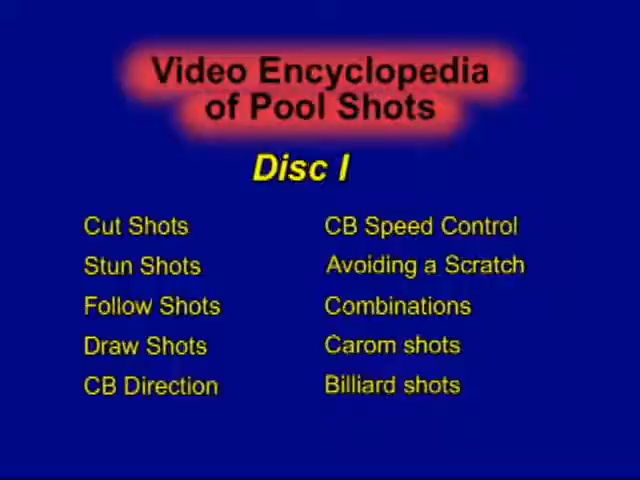 Video Encyclopedia
of Pool Shots
Disc I
Cut Shots
Stun Shots
Follow Shots
Draw Shots
CB Direction
CB Speed Control
Avoiding a Scratch
Combinations
Carom shots
Billiard shots